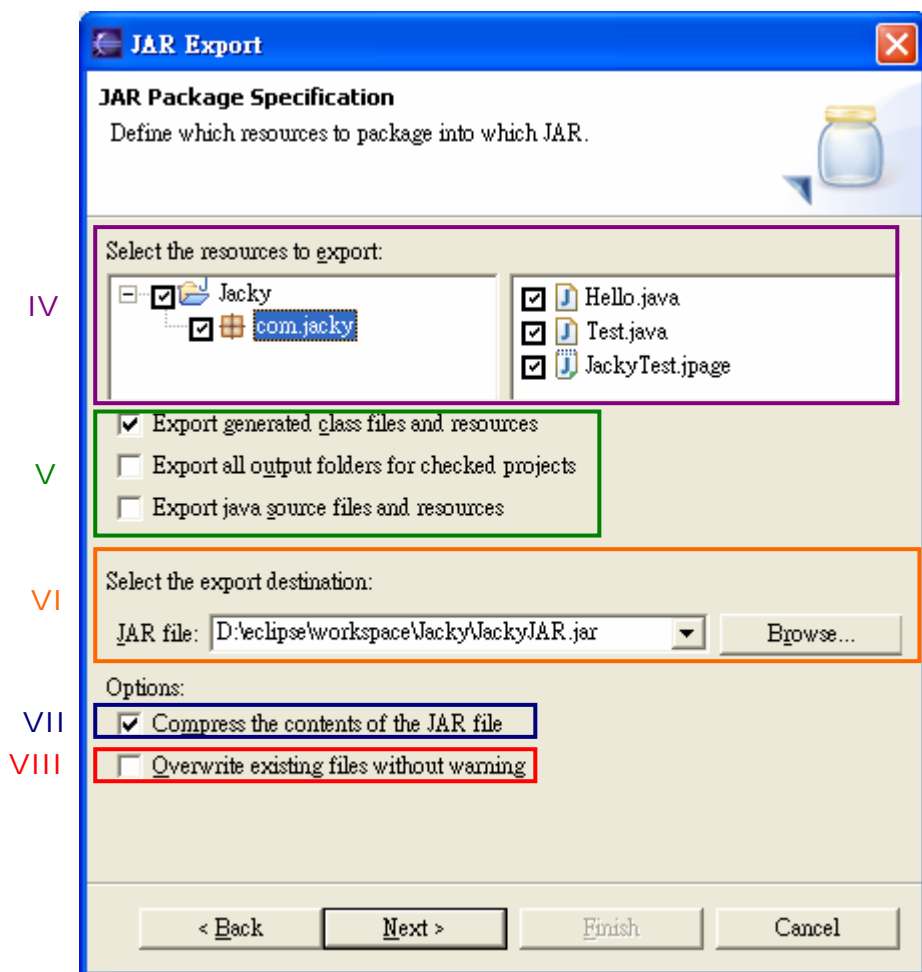 JAR Export
JAR Package Specification
Define which resources to package into which JAR.
IV
Select the resources to export:
Jacky
com.jacky
Hello.java
Test.java
JackyTest.jpage
V
Export generated class files and resources
Export all output folders for checked projects
Export java source files and resources
VI
Select the export destination:
JAR file: D:\eclipse\workspace\Jacky\JackyJAR.jar Browse...
Options:
VII
Compress the contents of the JAR file
VIII
Overwrite existing files without warning
< Back Next > Finish Cancel